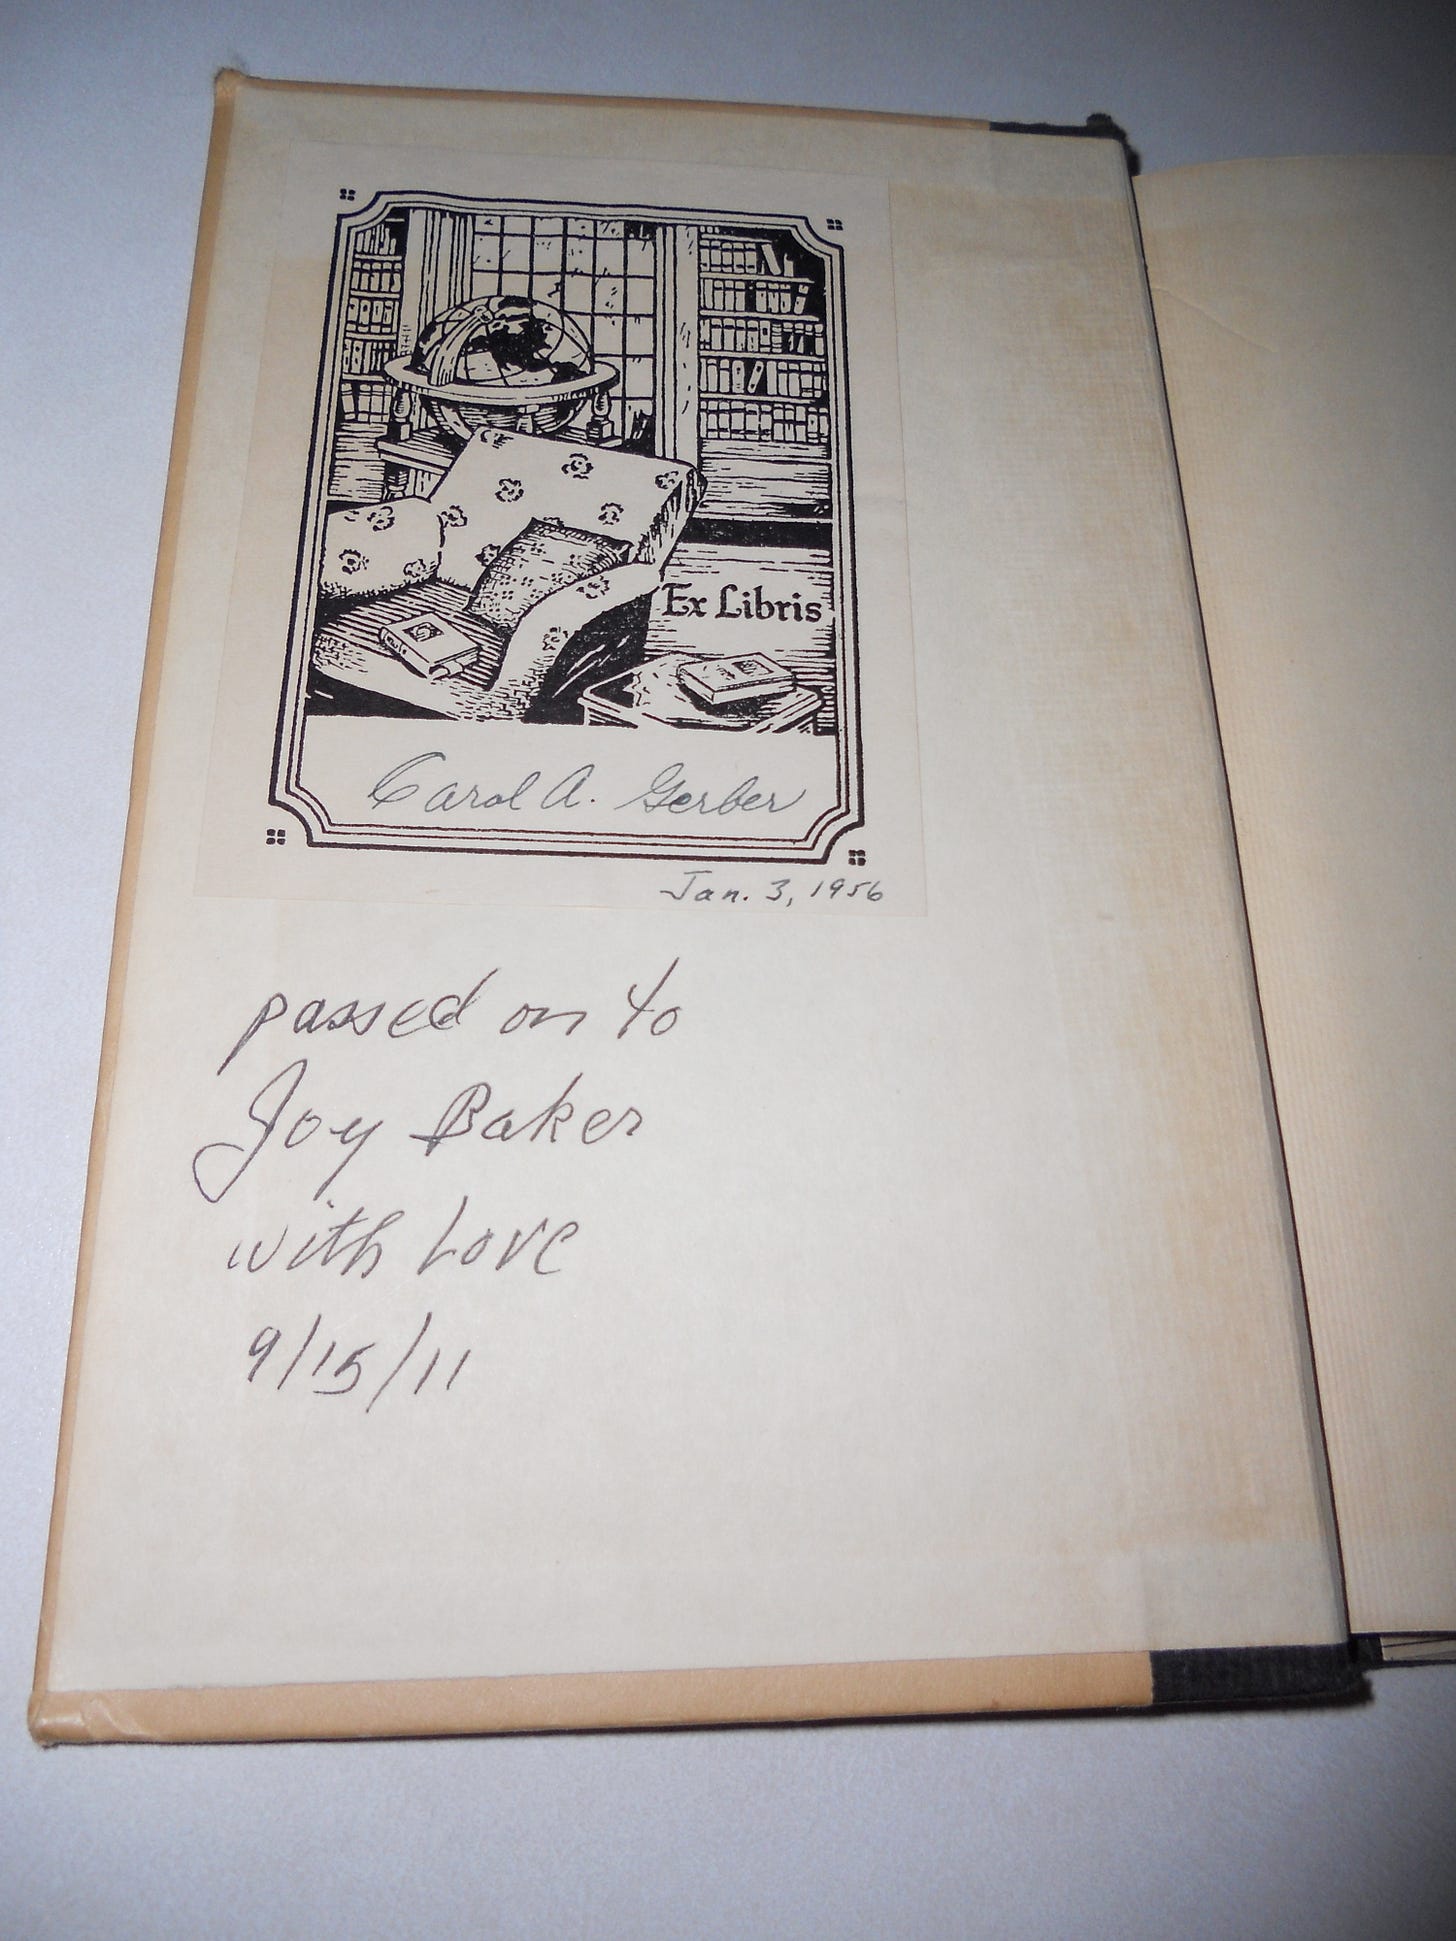 Ex Libris
Carol A. Gerber
Jan. 3, 1956
passed on to
Joy Baker
with Love
9/15/11